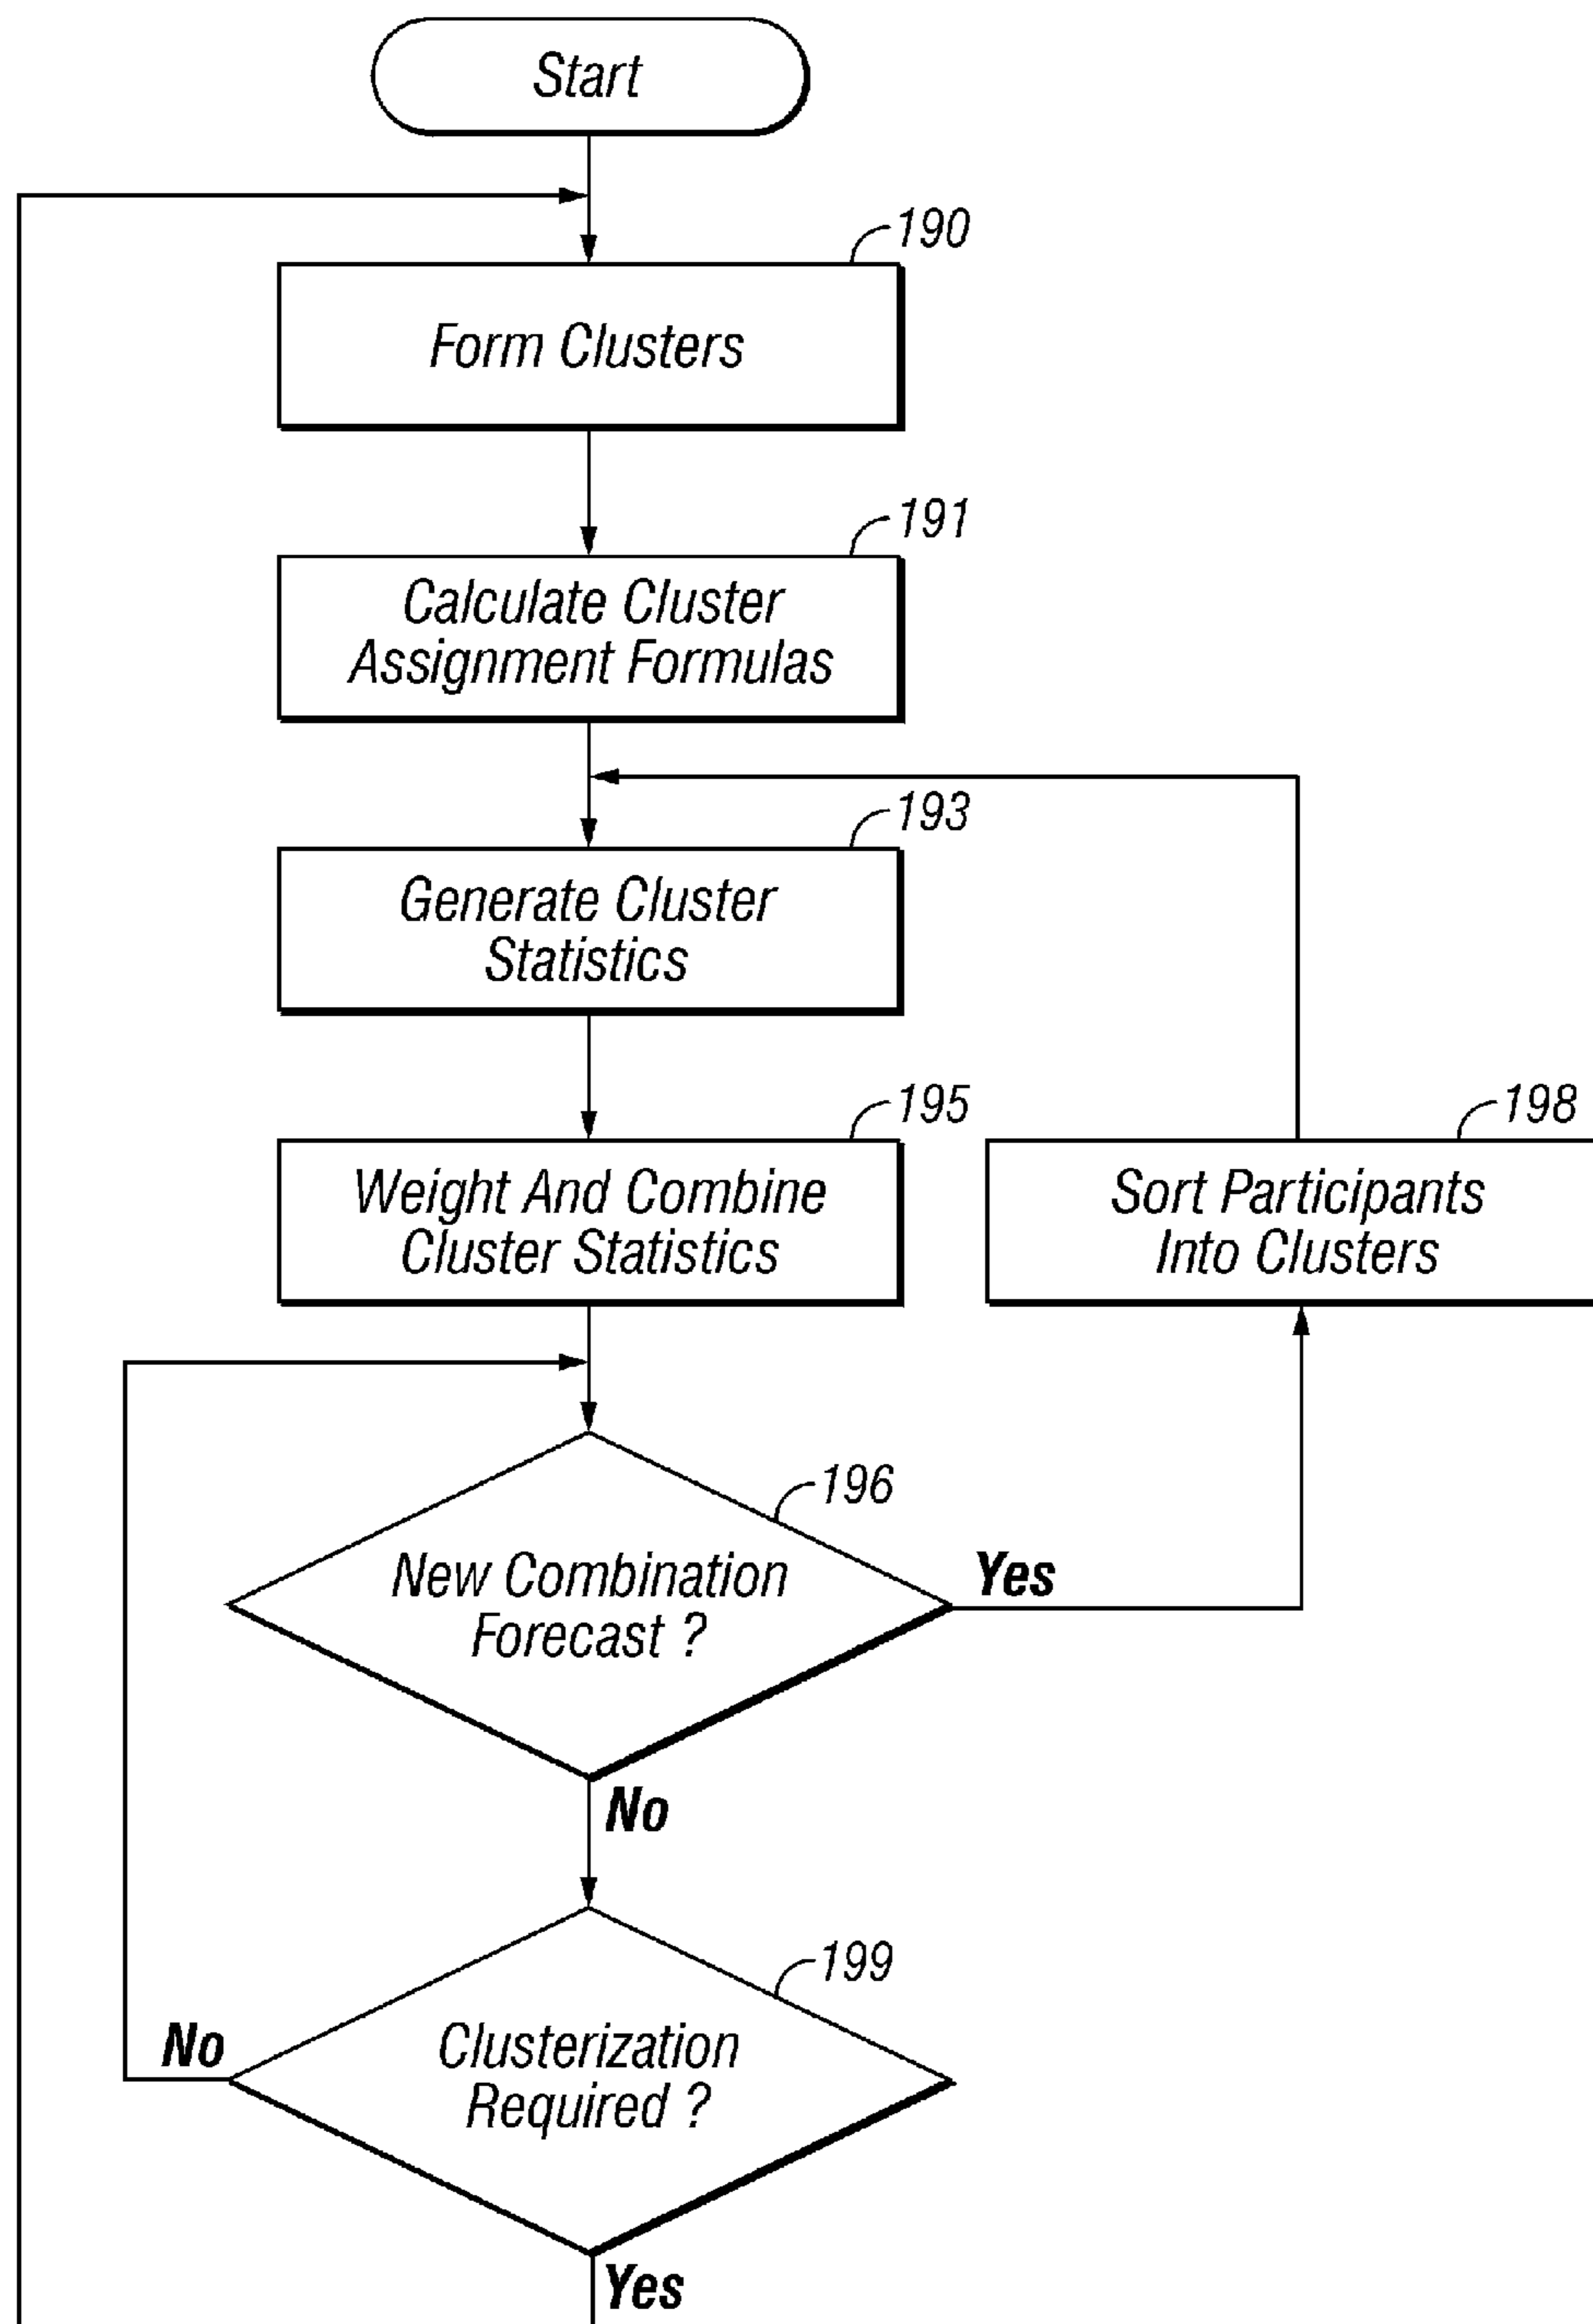 Start
190
Form Clusters
191
Calculate Cluster
Assignment Formulas
193
Generate Cluster
Statistics
195
Weight And Combine
Cluster Statistics
198
Sort Participants
Into Clusters
196
New Combination
Forecast ?
Yes
No
199
Clusterization
Required ?
No
Yes